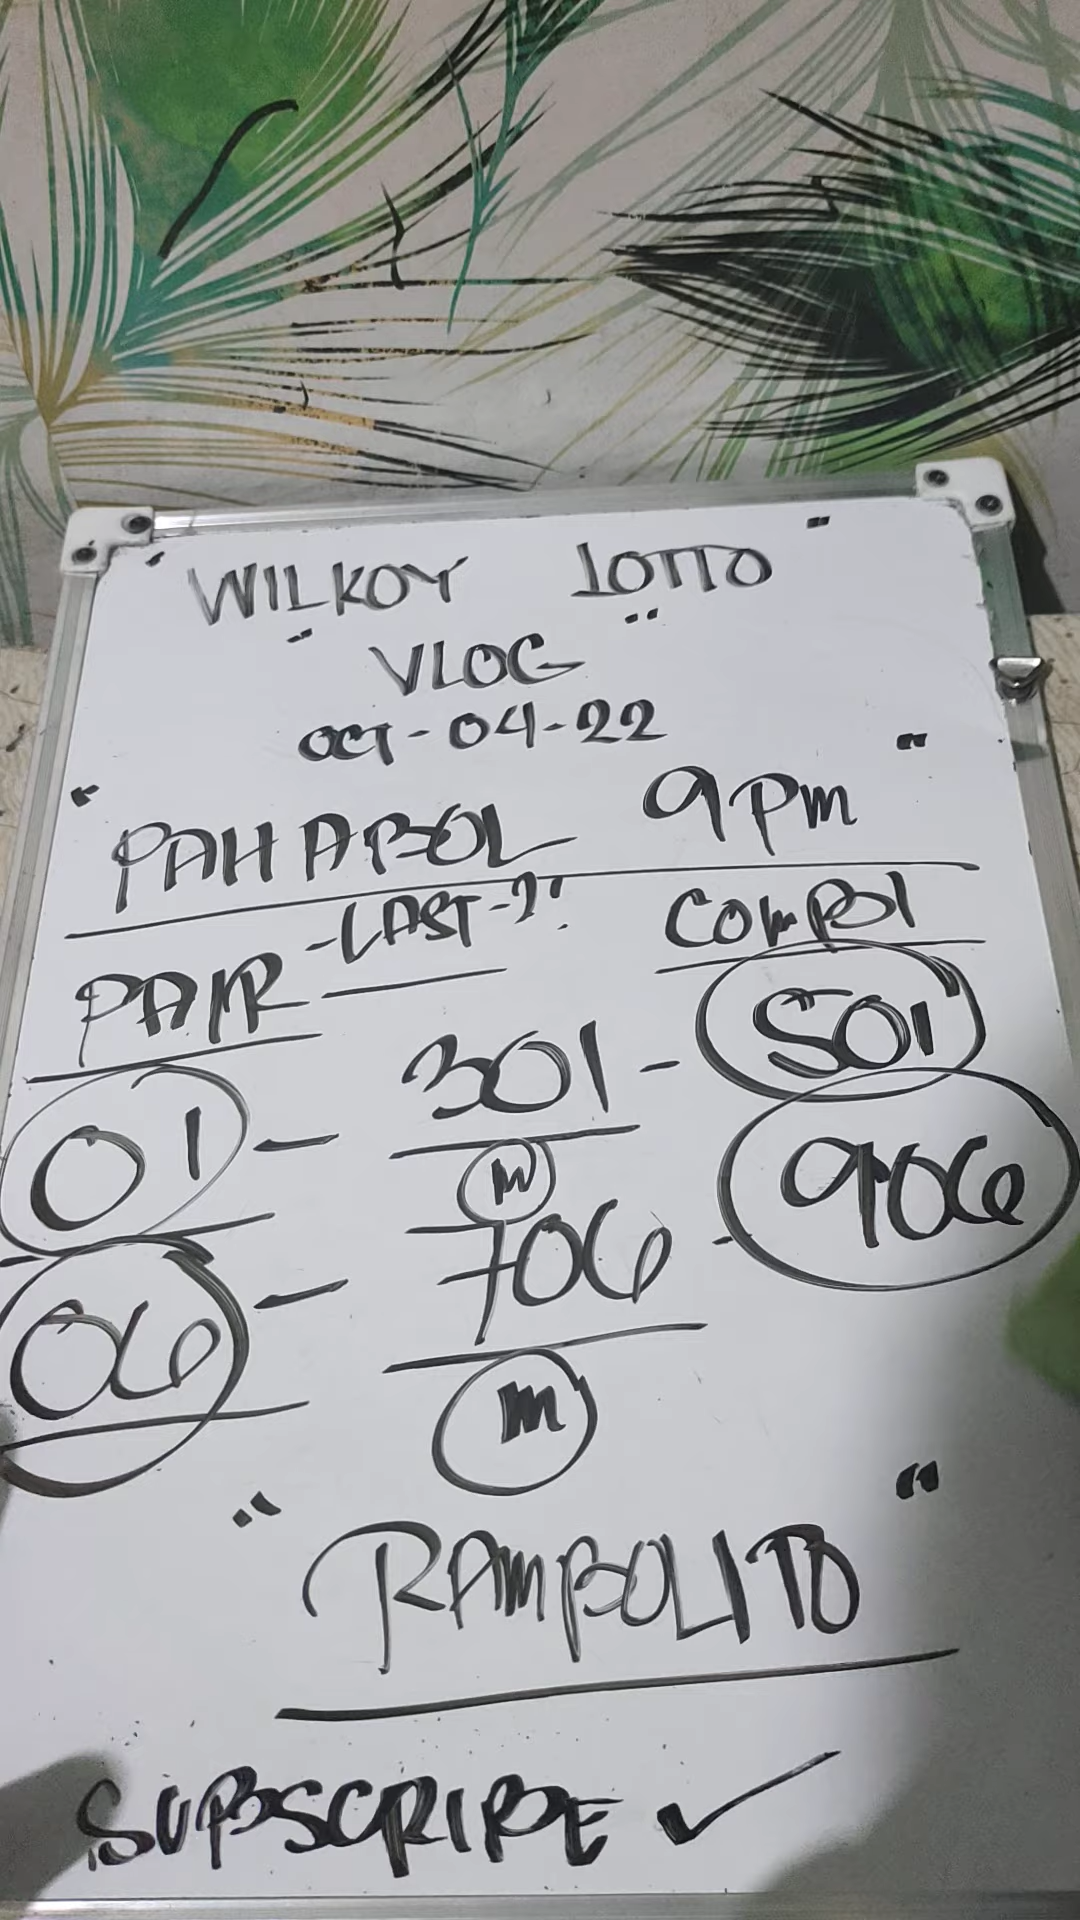 " WILKOY LOTTO "
" VLOG "
OCT-04-22
" PAHABOL 9pm "
PAIR -LAST-2! COMBI
01 - 301 - 501
m
06 - 706 - 906
m
" RAMBOLITO "
SUBSCRIBE ✓